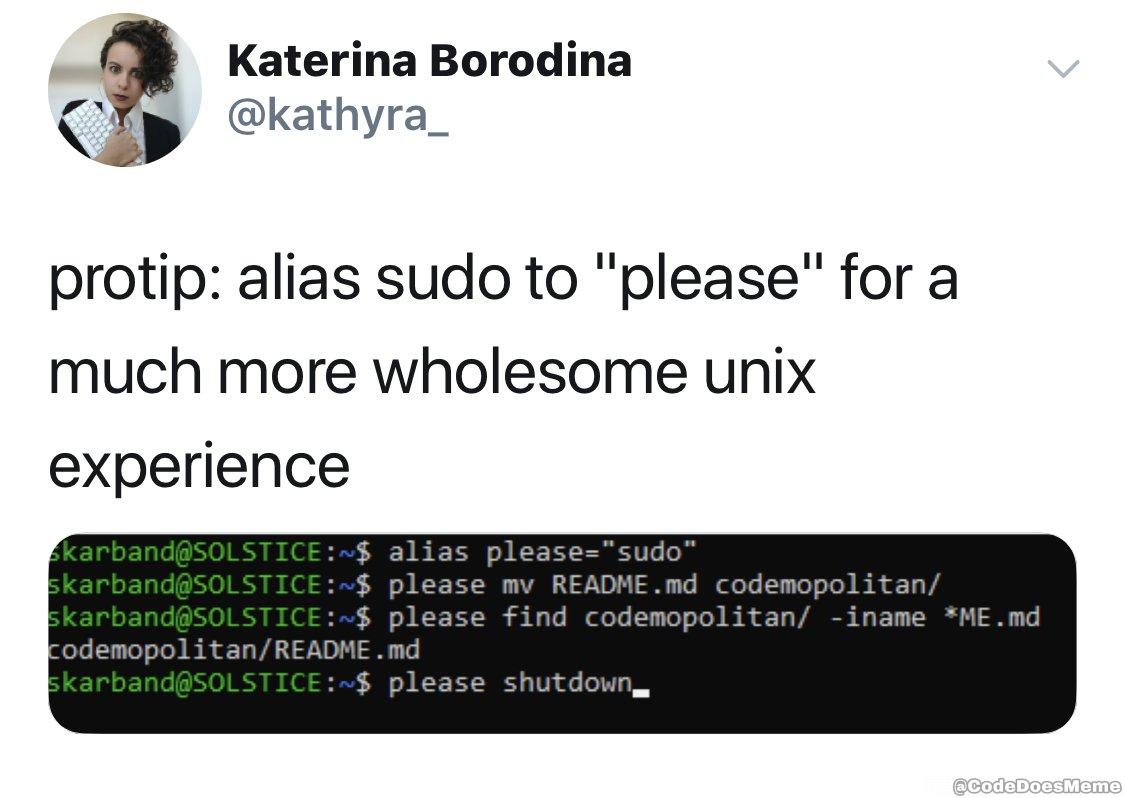 Katerina Borodina
@kathyra_
protip: alias sudo to "please" for a
much more wholesome unix
experience
skarband@SOLSTICE:~$ alias please="sudo"
skarband@SOLSTICE:~$ please mv README.md codemopolitan/
skarband@SOLSTICE:~$ please find codemopolitan/ -iname *ME.md
codemopolitan/README.md
skarband@SOLSTICE:~$ please shutdown_
@CodeDoesMeme